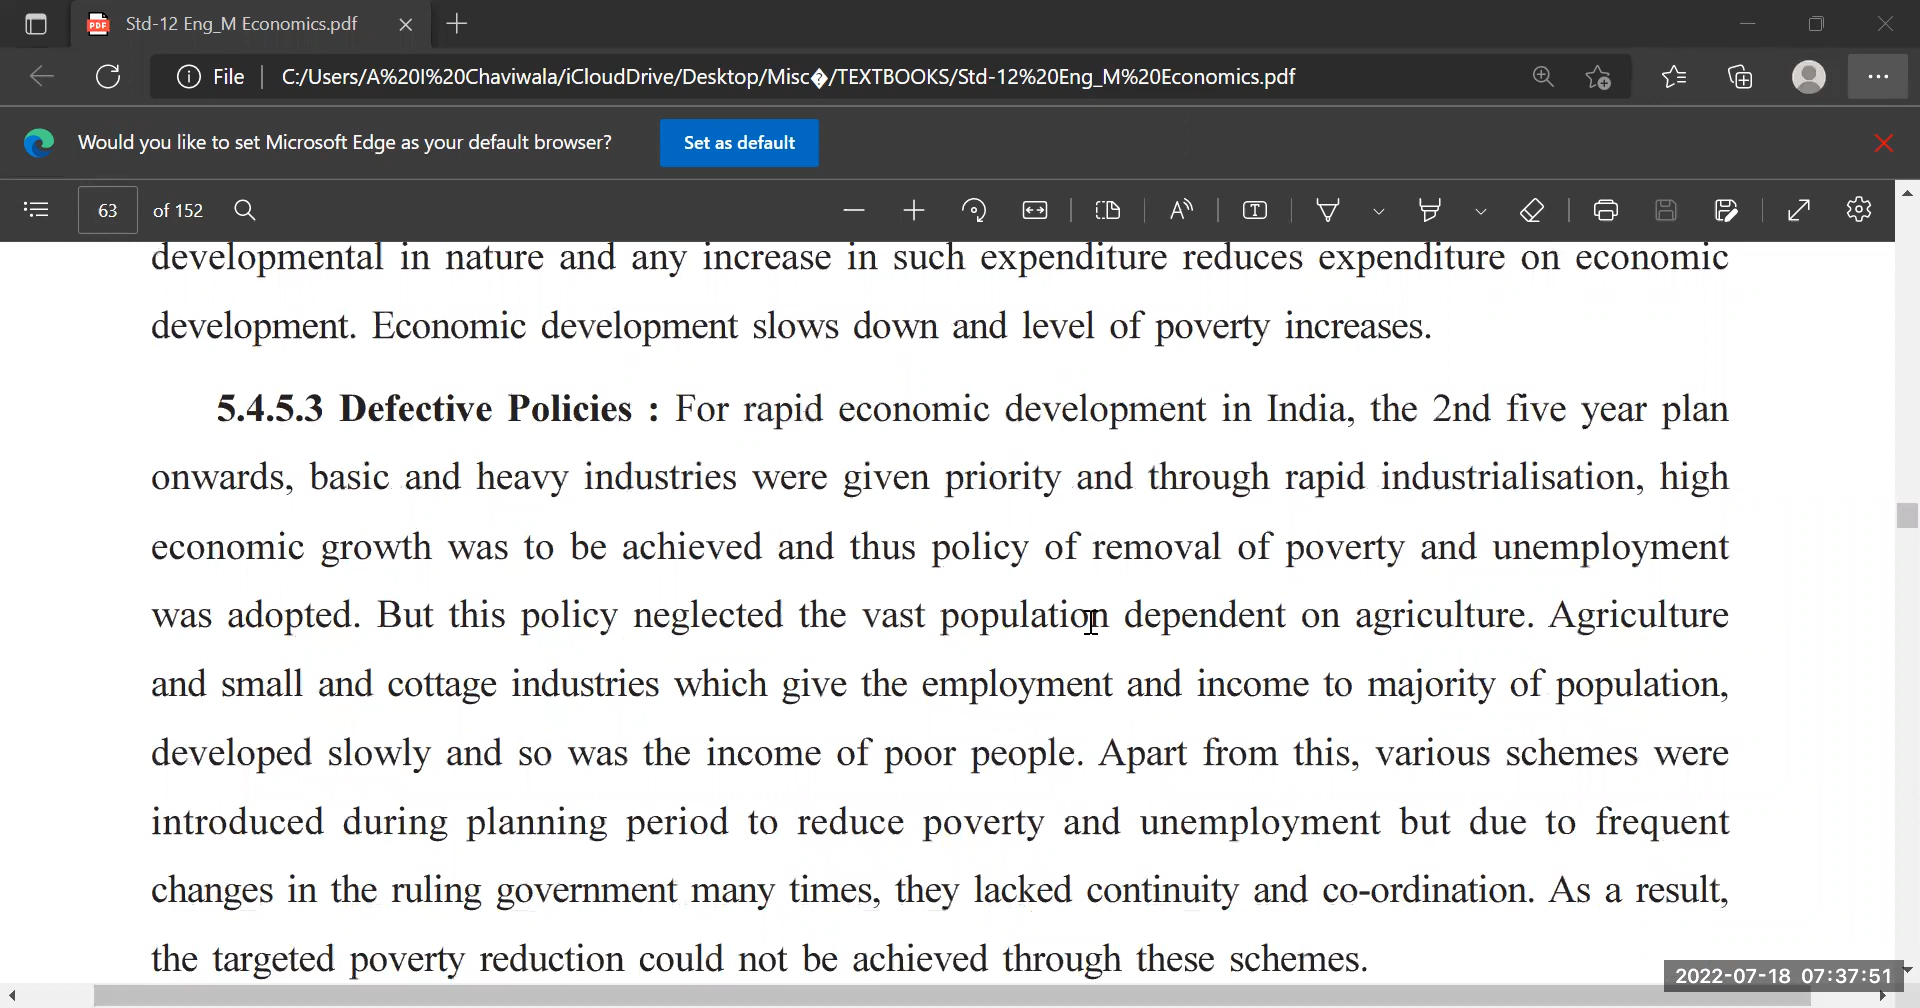 Std-12 Eng_M Economics.pdf
File C:/Users/A%20I%20Chaviwala/iCloudDrive/Desktop/Misc�/TEXTBOOKS/Std-12%20Eng_M%20Economics.pdf
Would you like to set Microsoft Edge as your default browser? Set as default
63 of 152
developmental in nature and any increase in such expenditure reduces expenditure on economic
development. Economic development slows down and level of poverty increases.
5.4.5.3 Defective Policies : For rapid economic development in India, the 2nd five year plan
onwards, basic and heavy industries were given priority and through rapid industrialisation, high
economic growth was to be achieved and thus policy of removal of poverty and unemployment
was adopted. But this policy neglected the vast population dependent on agriculture. Agriculture
and small and cottage industries which give the employment and income to majority of population,
developed slowly and so was the income of poor people. Apart from this, various schemes were
introduced during planning period to reduce poverty and unemployment but due to frequent
changes in the ruling government many times, they lacked continuity and co-ordination. As a result,
the targeted poverty reduction could not be achieved through these schemes.
2022-07-18 07:37:51